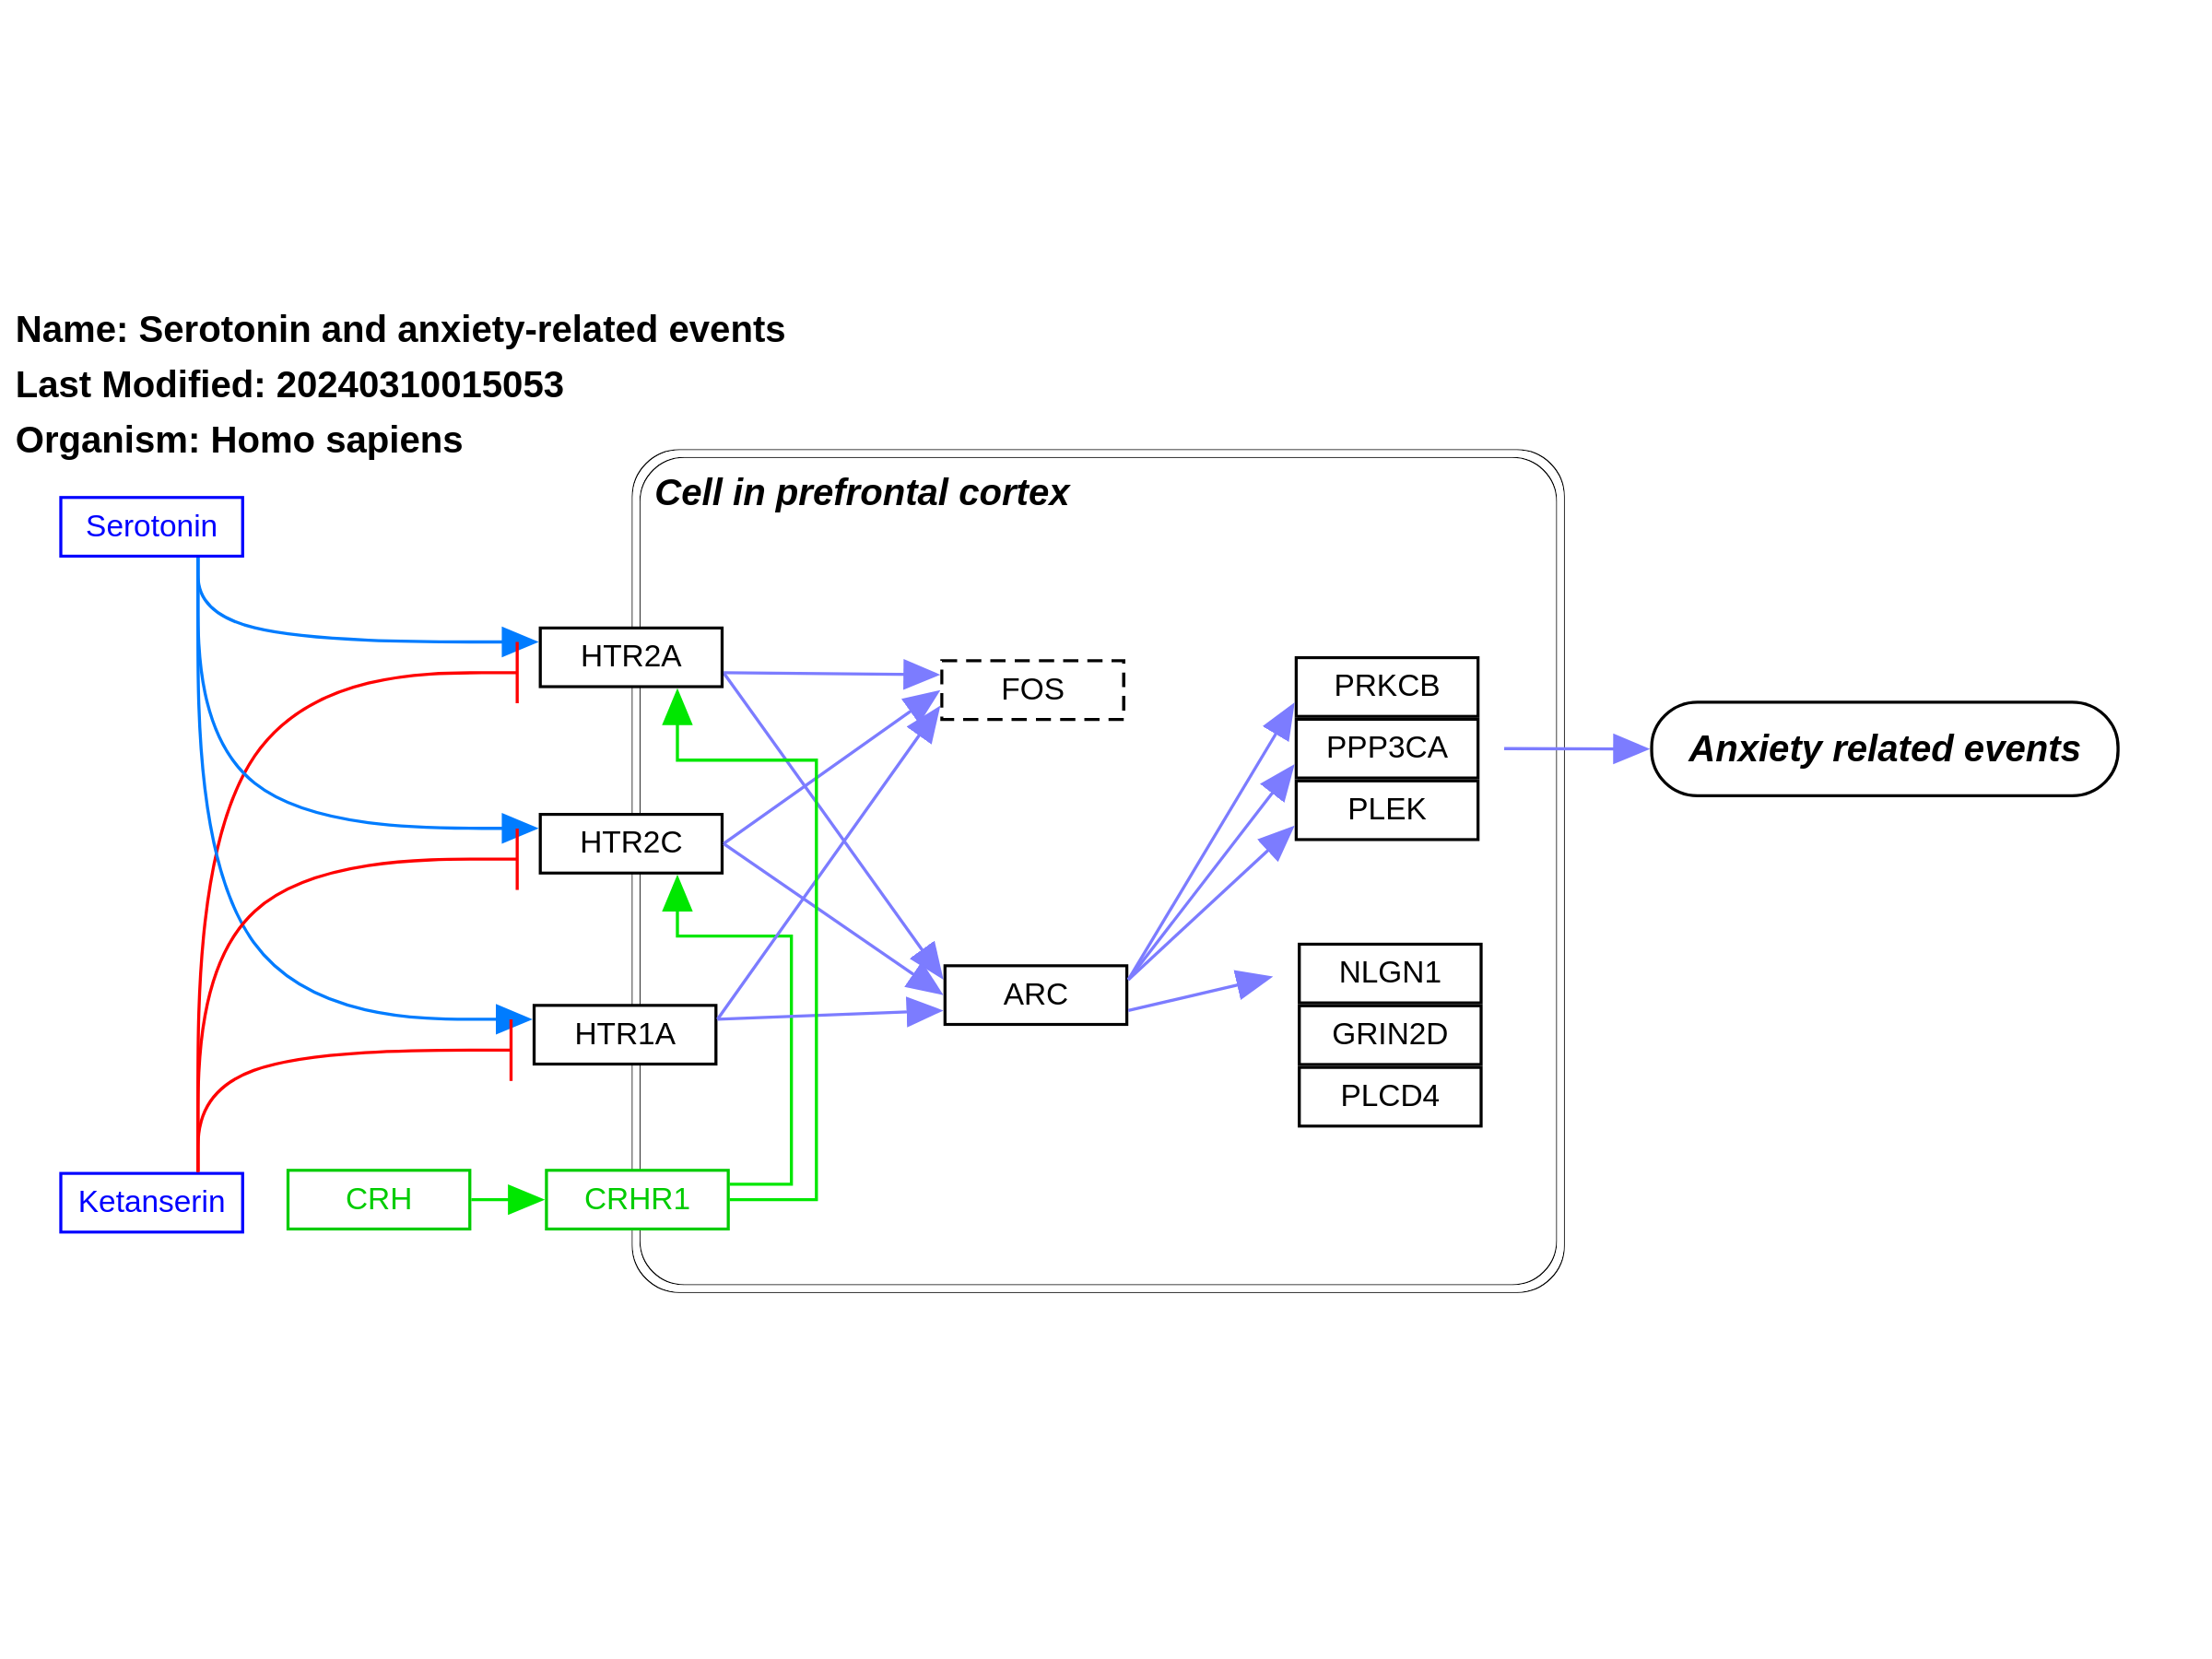 Name: Serotonin and anxiety-related events
Last Modified: 20240310015053
Organism: Homo sapiens
Cell in prefrontal cortex
Serotonin
HTR2A
FOS
PRKCB
PPP3CA
Anxiety related events
PLEK
HTR2C
NLGN1
ARC
HTR1A
GRIN2D
PLCD4
Ketanserin
CRH
CRHR1